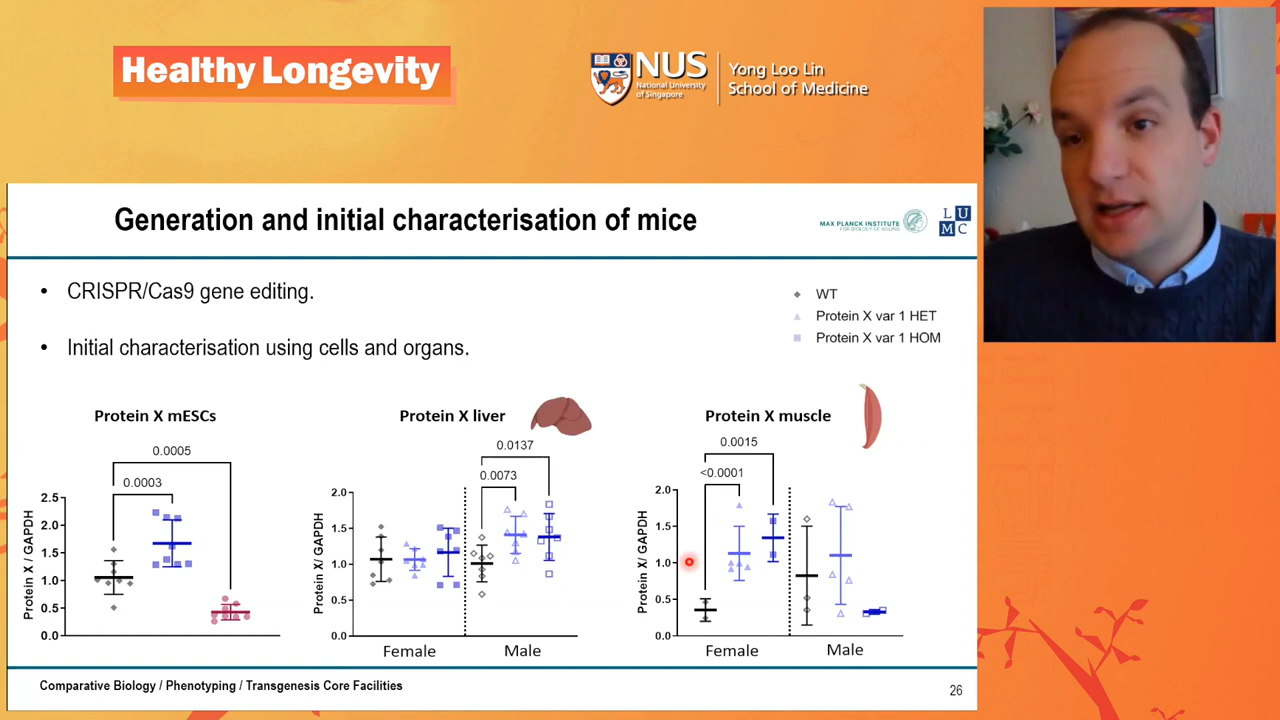 Healthy Longevity
NUS
National University
of Singapore
Yong Loo Lin
School of Medicine
Generation and initial characterisation of mice
MAX PLANCK INSTITUTE
FOR BIOLOGY OF AGEING
L U
M C
• CRISPR/Cas9 gene editing.
• Initial characterisation using cells and organs.
WT
Protein X var 1 HET
Protein X var 1 HOM
Protein X mESCs
0.0005
0.0003
Protein X / GAPDH
2.5
2.0
1.5
1.0
0.5
0.0
Protein X liver
0.0137
0.0073
Protein X/ GAPDH
2.0
1.5
1.0
0.5
0.0
Female
Male
Protein X muscle
0.0015
<0.0001
Protein X/ GAPDH
2.0
1.5
1.0
0.5
0.0
Female
Male
Comparative Biology / Phenotyping / Transgenesis Core Facilities
26